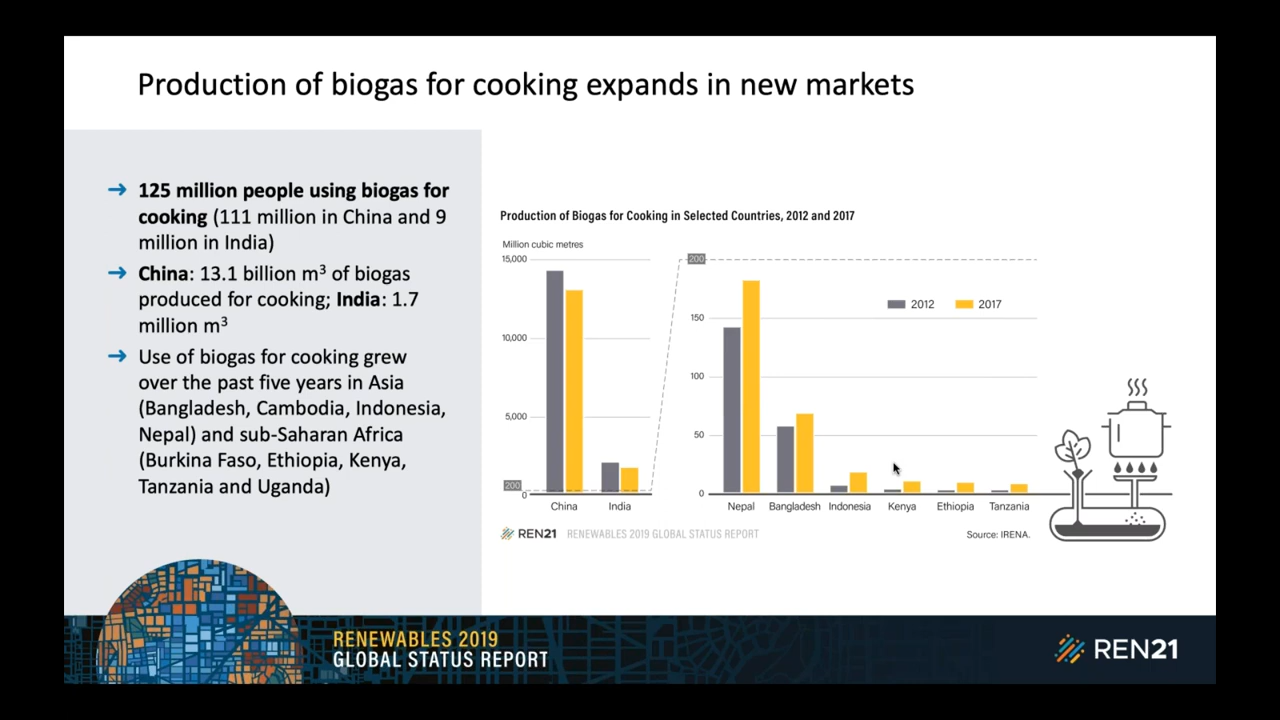 Production of biogas for cooking expands in new markets
→ 125 million people using biogas for
cooking (111 million in China and 9
million in India)
→ China: 13.1 billion m³ of biogas
produced for cooking; India: 1.7
million m³
→ Use of biogas for cooking grew
over the past five years in Asia
(Bangladesh, Cambodia, Indonesia,
Nepal) and sub-Saharan Africa
(Burkina Faso, Ethiopia, Kenya,
Tanzania and Uganda)
Production of Biogas for Cooking in Selected Countries, 2012 and 2017
Million cubic metres
15,000
10,000
5,000
200
0
China India
200
150
100
50
0
2012 2017
Nepal Bangladesh Indonesia Kenya Ethiopia Tanzania
REN21 RENEWABLES 2019 GLOBAL STATUS REPORT
Source: IRENA.
RENEWABLES 2019
GLOBAL STATUS REPORT
REN21